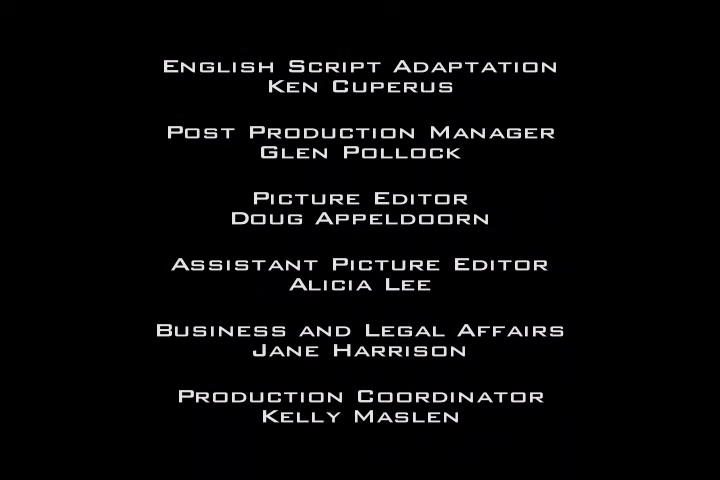 English Script Adaptation
Ken Cuperus
Post Production Manager
Glen Pollock
Picture Editor
Doug Appeldoorn
Assistant Picture Editor
Alicia Lee
Business and Legal Affairs
Jane Harrison
Production Coordinator
Kelly Maslen